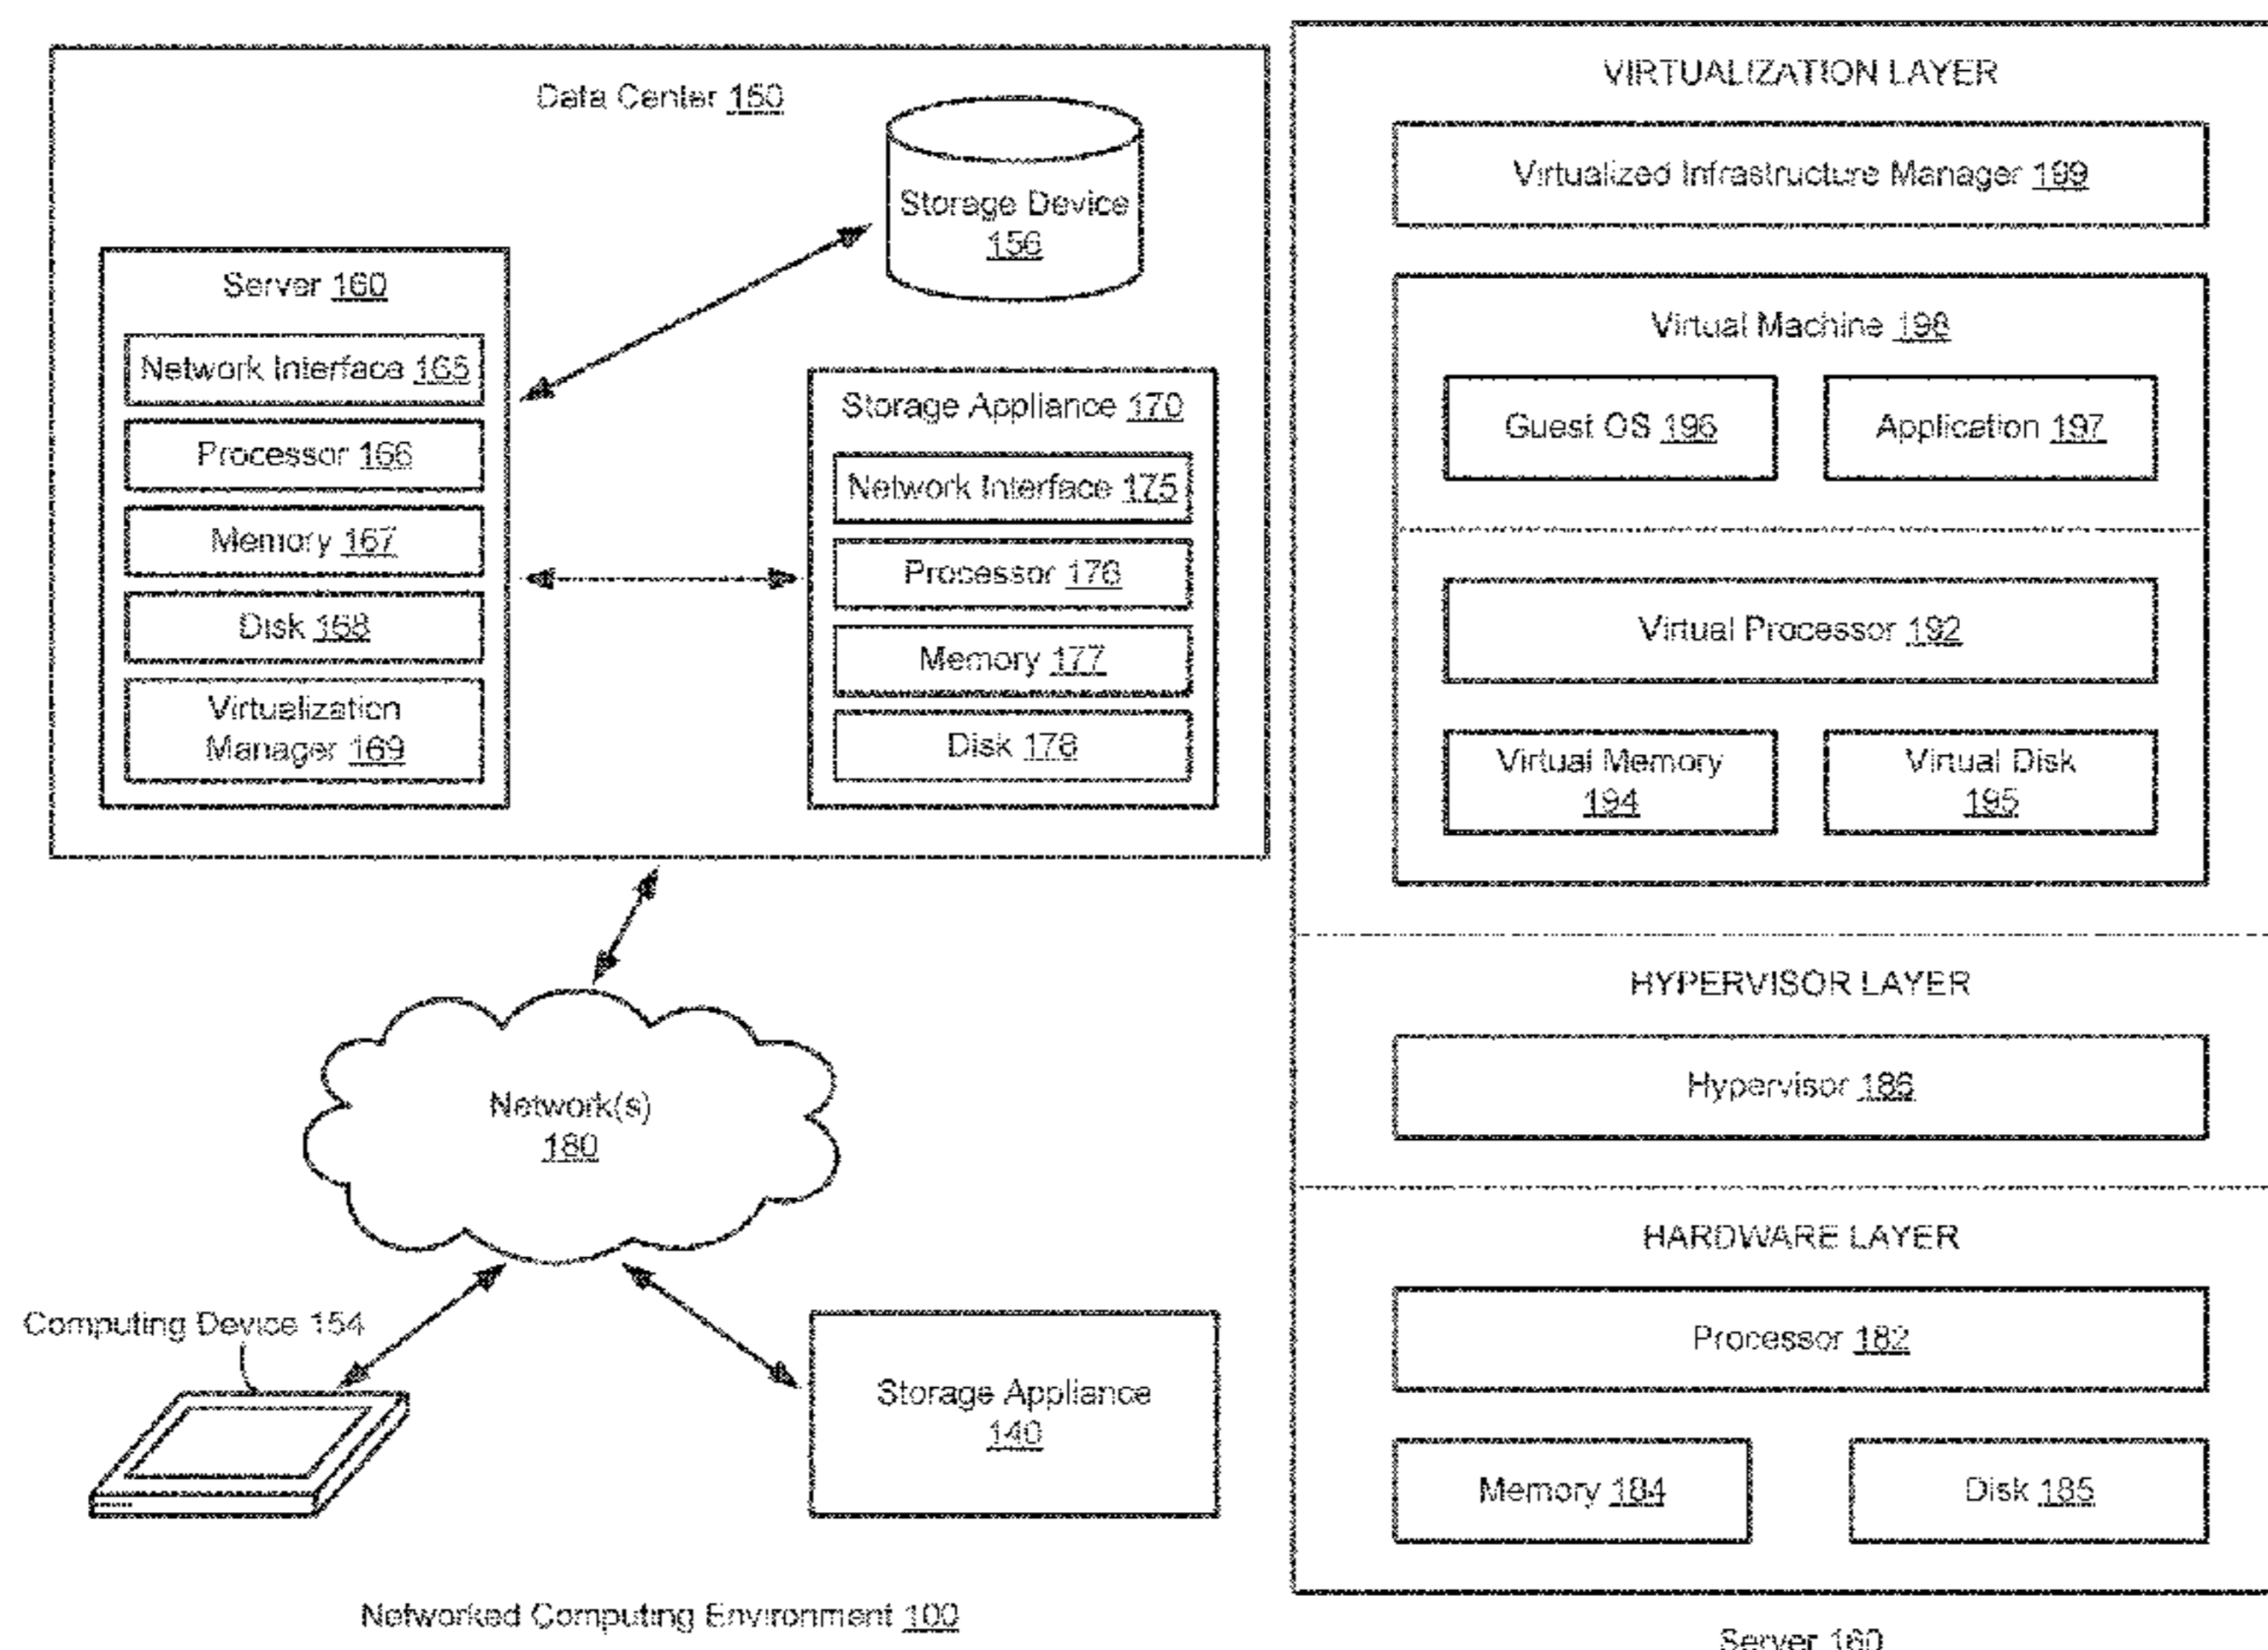 Data Center 150
Storage Device
156
Server 160
Network Interface 165
Processor 166
Memory 167
Disk 168
Virtualization
Manager 169
Storage Appliance 170
Network Interface 175
Processor 176
Memory 177
Disk 178
Network(s)
180
Computing Device 154
Storage Appliance
140
Networked Computing Environment 100
VIRTUALIZATION LAYER
Virtualized Infrastructure Manager 199
Virtual Machine 198
Guest OS 196
Application 197
Virtual Processor 192
Virtual Memory
194
Virtual Disk
195
HYPERVISOR LAYER
Hypervisor 186
HARDWARE LAYER
Processor 182
Memory 184
Disk 185
Server 160